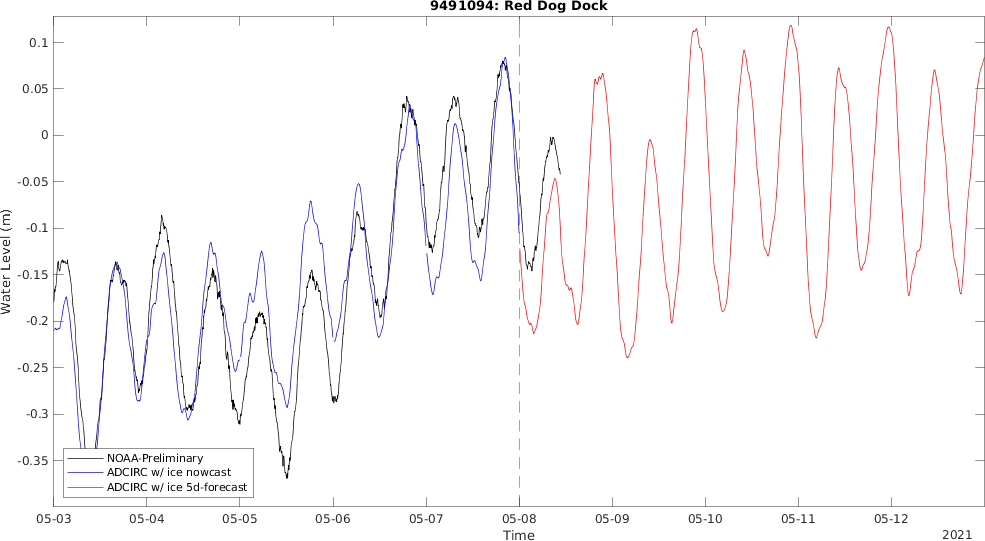 9491094: Red Dog Dock
0.1
0.05
0
-0.05
-0.1
-0.15
-0.2
-0.25
-0.3
-0.35
Water Level (m)
NOAA-Preliminary
ADCIRC w/ ice nowcast
ADCIRC w/ ice 5d-forecast
05-03 05-04 05-05 05-06 05-07 05-08 05-09 05-10 05-11 05-12
Time
2021